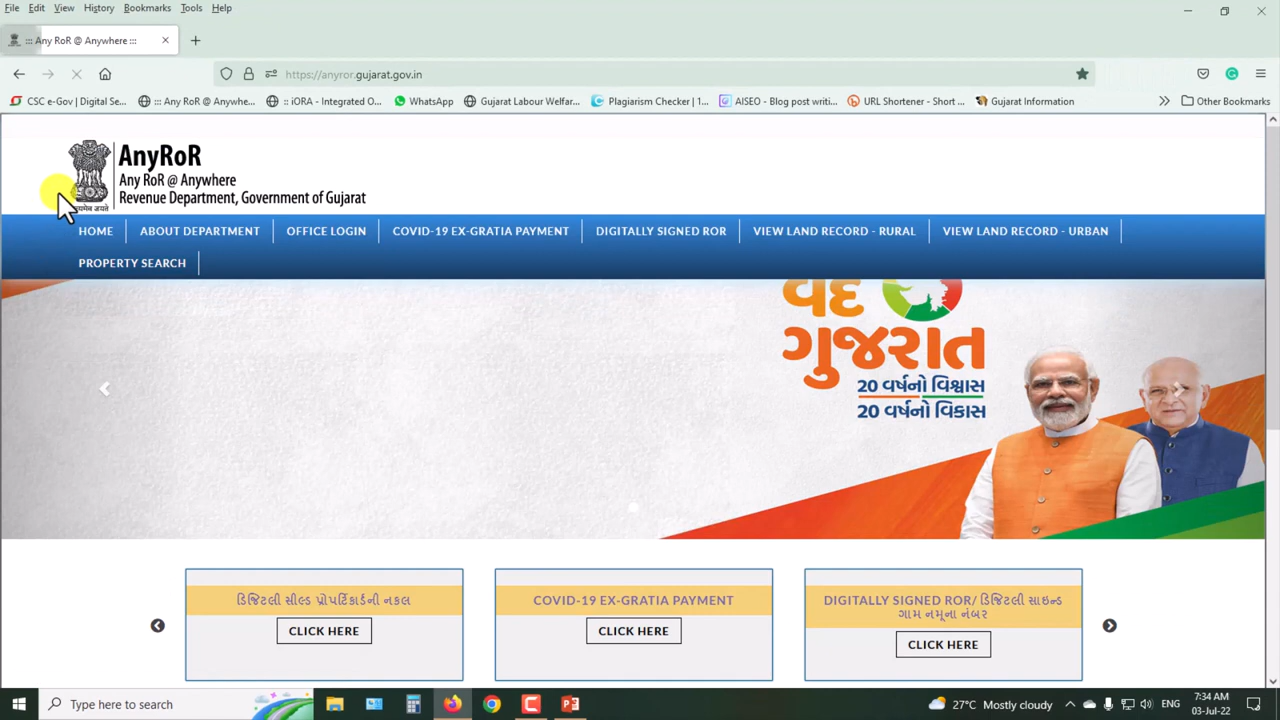 File Edit View History Bookmarks Tools Help
::: Any RoR @ Anywhere :::
https://anyror.gujarat.gov.in
CSC e-Gov | Digital Se... ::: Any RoR @ Anywhe... :: iORA - Integrated O... WhatsApp Gujarat Labour Welfar... Plagiarism Checker | 1... AISEO - Blog post writi... URL Shortener - Short ... Gujarat Information Other Bookmarks
AnyRoR
Any RoR @ Anywhere
Revenue Department, Government of Gujarat
HOME ABOUT DEPARTMENT OFFICE LOGIN COVID-19 EX-GRATIA PAYMENT DIGITALLY SIGNED ROR VIEW LAND RECORD - RURAL VIEW LAND RECORD - URBAN
PROPERTY SEARCH
ગુજરાત
20 વર્ષનો વિશ્વાસ
20 વર્ષનો વિકાસ
ડિજિટલી સીલ્ડ પ્રોપર્ટિકાર્ડની નકલ
CLICK HERE
COVID-19 EX-GRATIA PAYMENT
CLICK HERE
DIGITALLY SIGNED ROR/ ડિજિટલી સાઇન્ડ
ગામ નમૂના નંબર
CLICK HERE
Type here to search
27°C Mostly cloudy ENG
7:34 AM
03-Jul-22